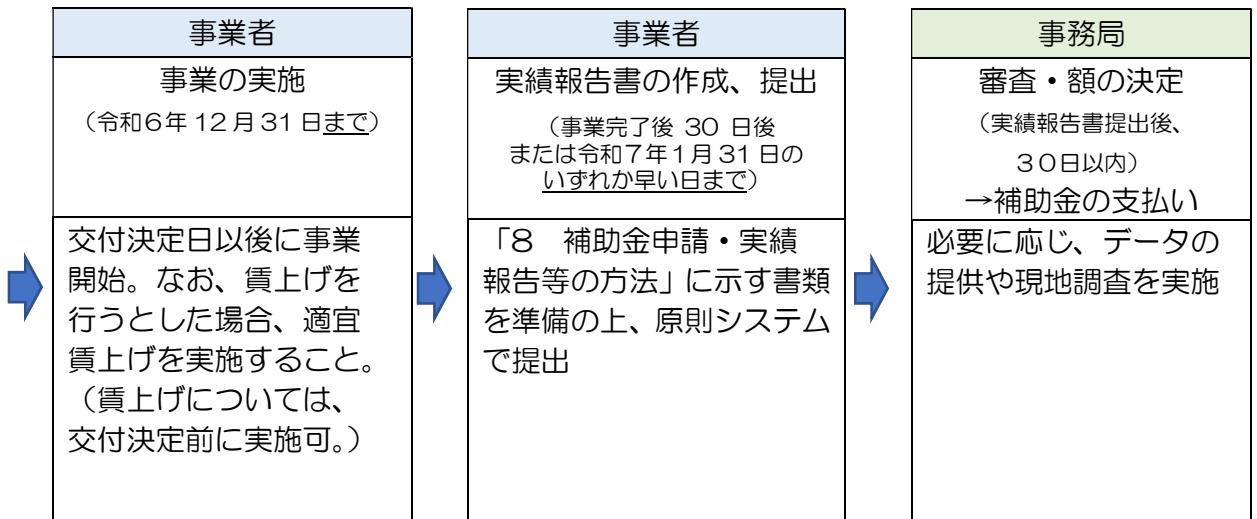 事業者
事業の実施
（令和6年 12 月 31 日まで）
交付決定日以後に事業
開始。なお、賃上げを
行うとした場合、適宜
賃上げを実施すること。
（賃上げについては、
交付決定前に実施可。）
事業者
実績報告書の作成、提出
（事業完了後 30 日後
または令和7年１月 31 日の
いずれか早い日まで）
「８　補助金申請・実績
報告等の方法」に示す書類
を準備の上、原則システム
で提出
事務局
審査・額の決定
（実績報告書提出後、
３０日以内）
→補助金の支払い
必要に応じ、データの
提供や現地調査を実施